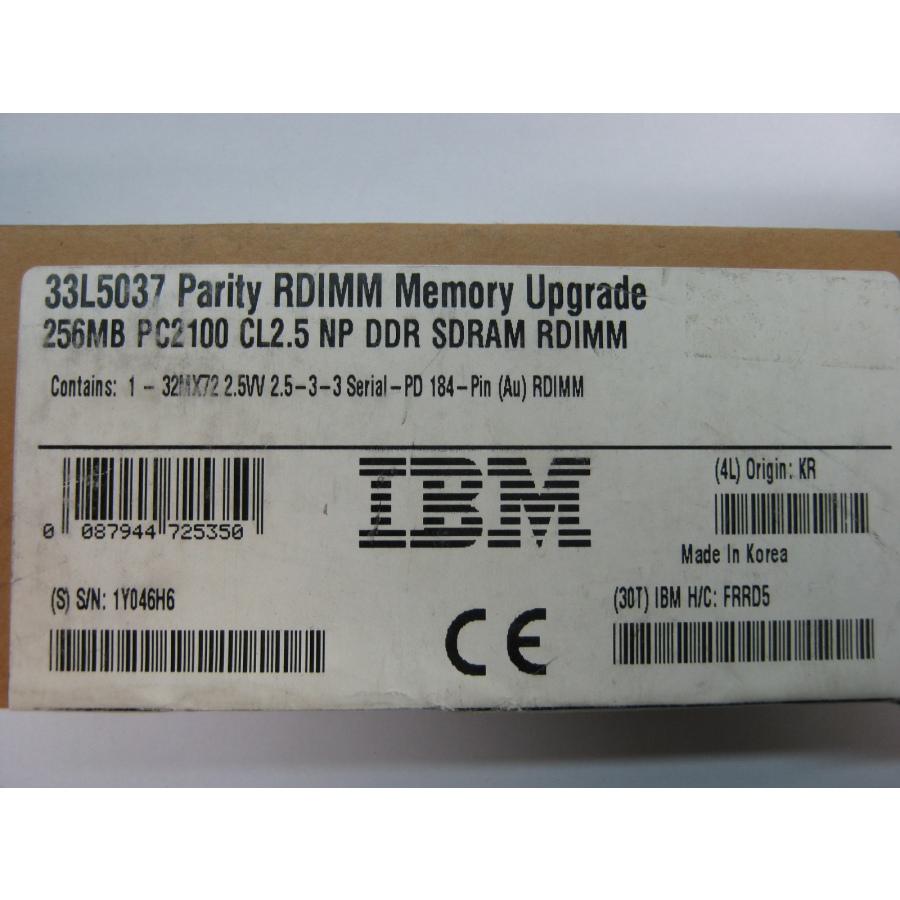 33L5037 Parity RDIMM Memory Upgrade
256MB PC2100 CL2.5 NP DDR SDRAM RDIMM
Contains: 1 - 32MX72 2.5VV 2.5-3-3 Serial-PD 184-Pin (Au) RDIMM
0 087944 725350
IBM
(4L) Origin: KR
Made In Korea
(S) S/N: 1Y046H6
CE
(30T) IBM H/C: FRRD5